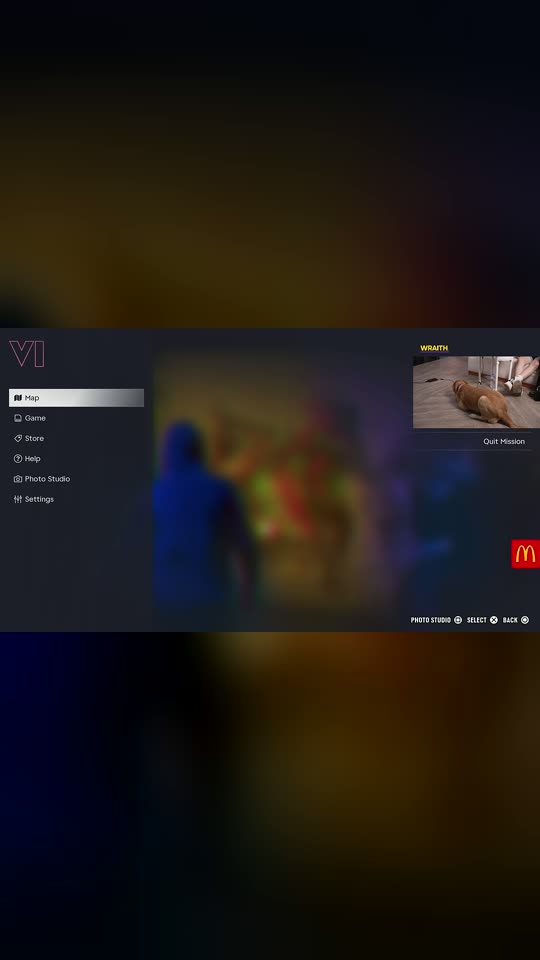 VI
WRAITH
Map
Game
Store
Quit Mission
Help
Photo Studio
Settings
PHOTO STUDIO SELECT BACK